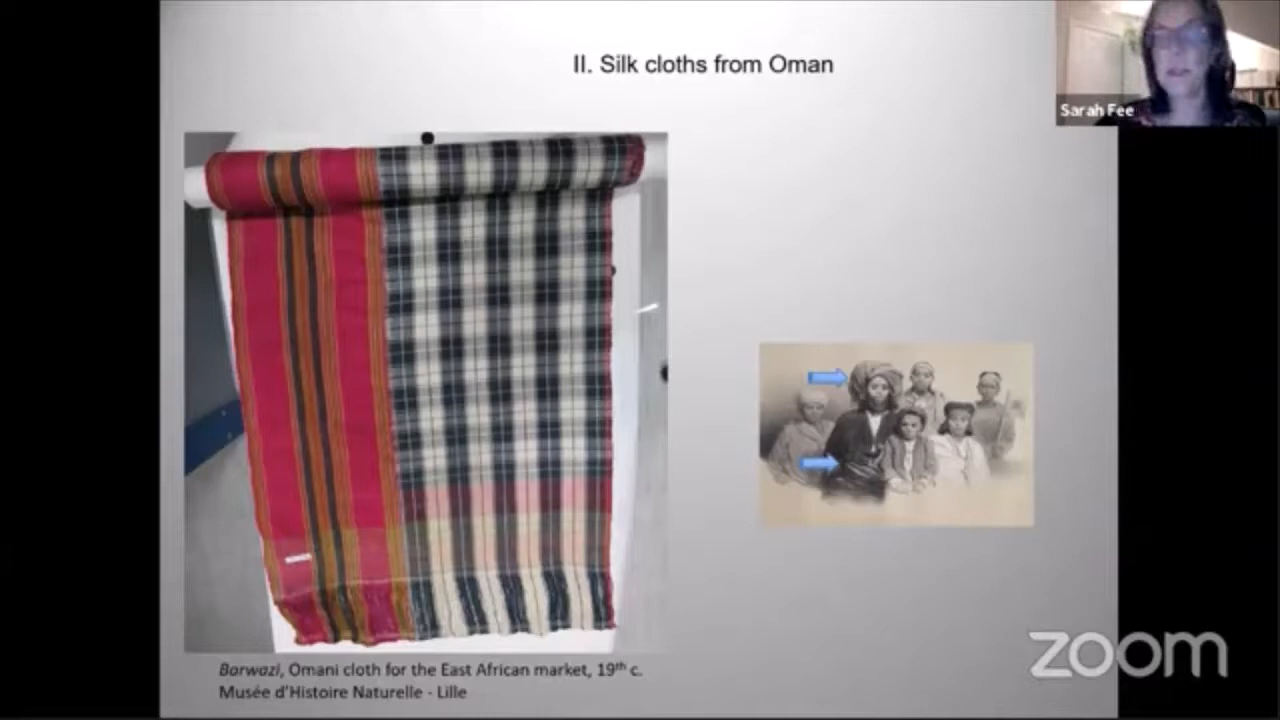 II. Silk cloths from Oman
Sarah Fee
Barwazi, Omani cloth for the East African market, 19th c.
Musée d'Histoire Naturelle - Lille
zoom